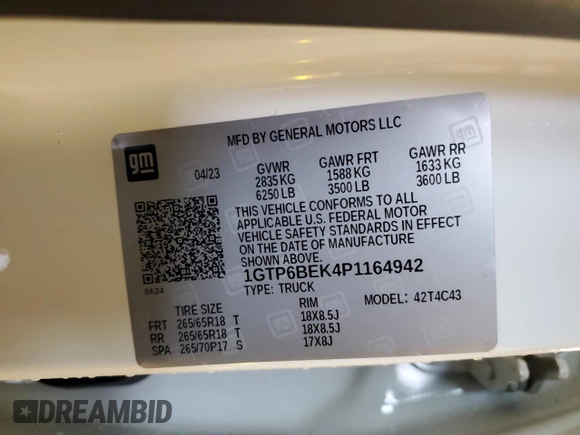 MFD BY GENERAL MOTORS LLC
gm
04/23
GVWR GAWR FRT GAWR RR
2835 KG 1588 KG 1633 KG
6250 LB 3500 LB 3600 LB
THIS VEHICLE CONFORMS TO ALL
APPLICABLE U.S. FEDERAL MOTOR
VEHICLE SAFETY STANDARDS IN EFFECT
ON THE DATE OF MANUFACTURE
SHOWN ABOVE.
1GTP6BEK4P1164942
S624
TYPE: TRUCK
TIRE SIZE RIM MODEL: 42T4C43
FRT 265/65R18 T 18X8.5J
RR 265/65R18 T 18X8.5J
SPA 265/70P17 S 17X8J
DREAMBID